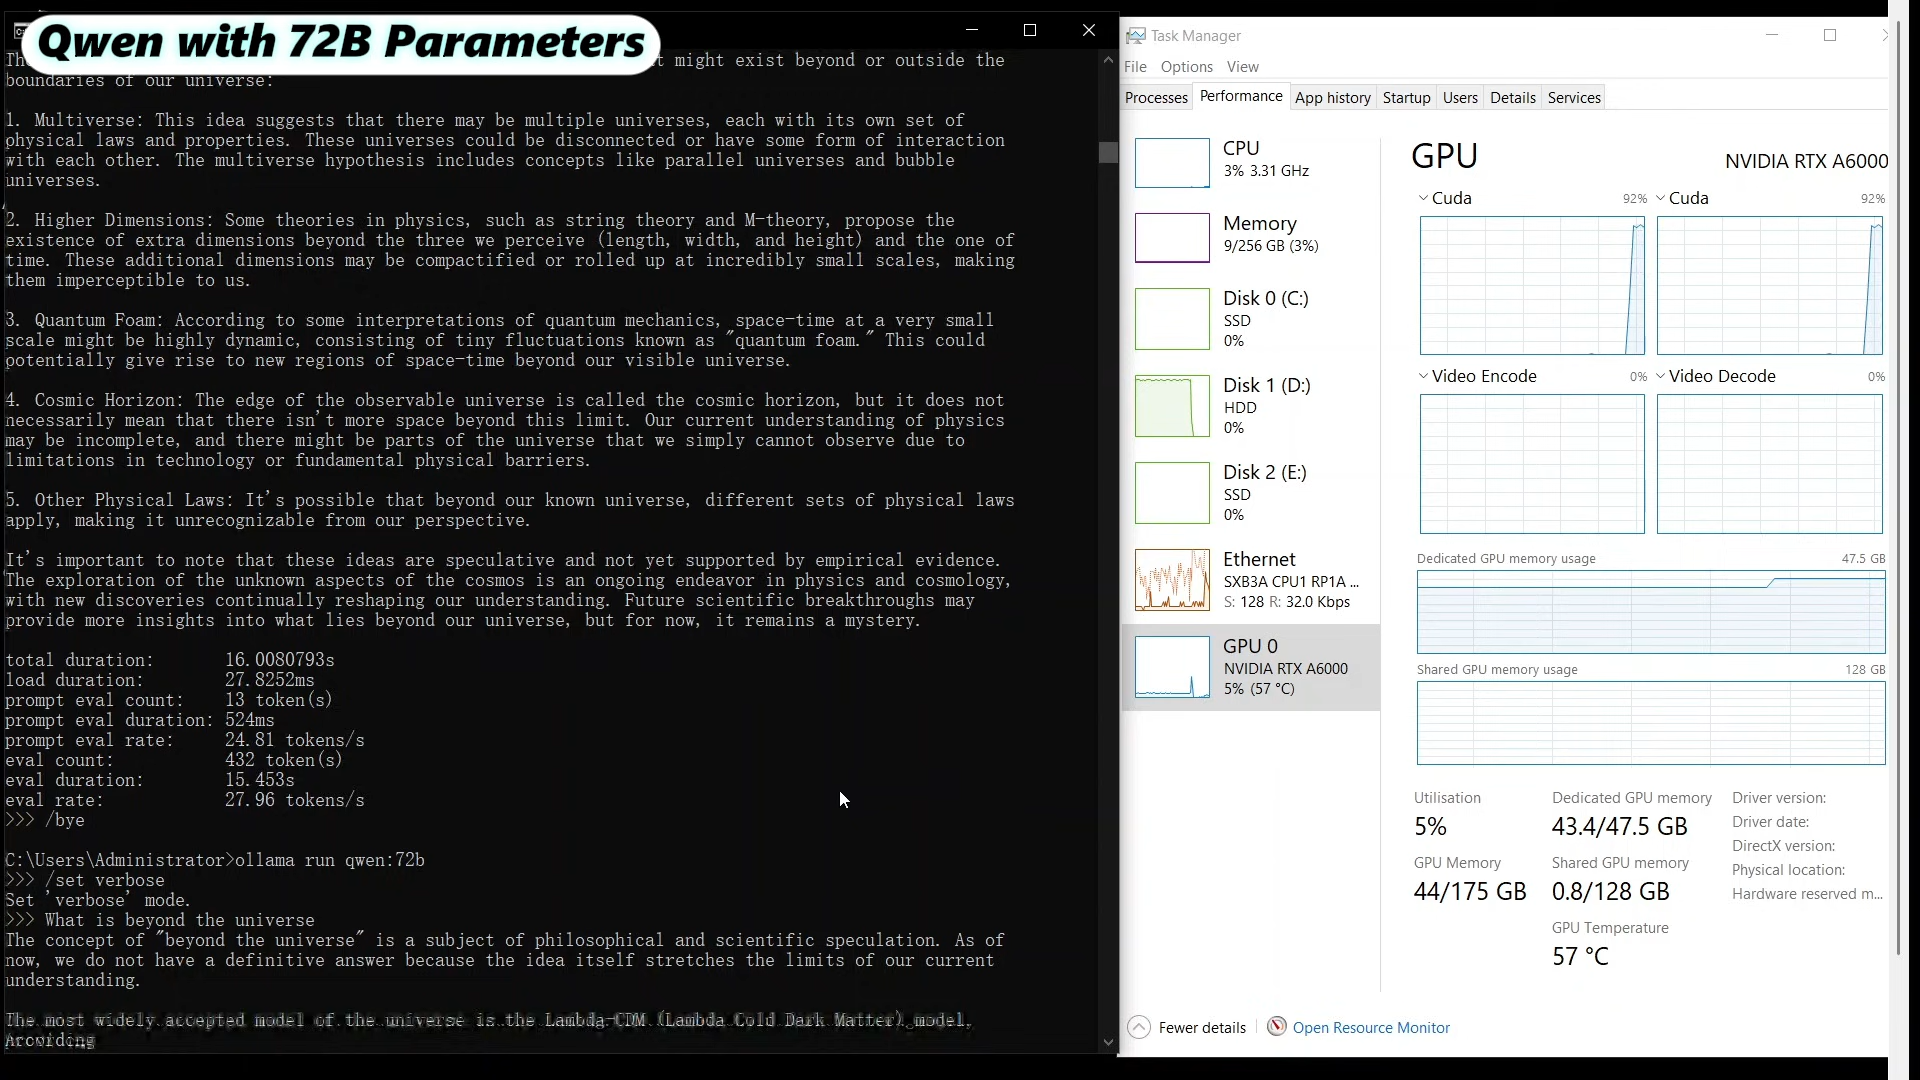 Qwen with 72B Parameters
might exist beyond or outside the
boundaries of our universe:
1. Multiverse: This idea suggests that there may be multiple universes, each with its own set of
physical laws and properties. These universes could be disconnected or have some form of interaction
with each other. The multiverse hypothesis includes concepts like parallel universes and bubble
universes.
2. Higher Dimensions: Some theories in physics, such as string theory and M-theory, propose the
existence of extra dimensions beyond the three we perceive (length, width, and height) and the one of
time. These additional dimensions may be compactified or rolled up at incredibly small scales, making
them imperceptible to us.
3. Quantum Foam: According to some interpretations of quantum mechanics, space-time at a very small
scale might be highly dynamic, consisting of tiny fluctuations known as "quantum foam." This could
potentially give rise to new regions of space-time beyond our visible universe.
4. Cosmic Horizon: The edge of the observable universe is called the cosmic horizon, but it does not
necessarily mean that there isn't more space beyond this limit. Our current understanding of physics
may be incomplete, and there might be parts of the universe that we simply cannot observe due to
limitations in technology or fundamental physical barriers.
5. Other Physical Laws: It's possible that beyond our known universe, different sets of physical laws
apply, making it unrecognizable from our perspective.
It's important to note that these ideas are speculative and not yet supported by empirical evidence.
The exploration of the unknown aspects of the cosmos is an ongoing endeavor in physics and cosmology,
with new discoveries continually reshaping our understanding. Future scientific breakthroughs may
provide more insights into what lies beyond our universe, but for now, it remains a mystery.
total duration: 16.0080793s
load duration: 27.8252ms
prompt eval count: 13 token(s)
prompt eval duration: 524ms
prompt eval rate: 24.81 tokens/s
eval count: 432 token(s)
eval duration: 15.453s
eval rate: 27.96 tokens/s
>>> /bye
C:\Users\Administrator>ollama run qwen:72b
>>> /set verbose
Set 'verbose' mode.
>>> What is beyond the universe
The concept of "beyond the universe" is a subject of philosophical and scientific speculation. As of
now, we do not have a definitive answer because the idea itself stretches the limits of our current
understanding.
The most widely accepted model of the universe is the Lambda-CDM (Lambda Cold Dark Matter) model.
According
Task Manager
File Options View
Processes Performance App history Startup Users Details Services
CPU
3% 3.31 GHz
Memory
9/256 GB (3%)
Disk 0 (C:)
SSD
0%
Disk 1 (D:)
HDD
0%
Disk 2 (E:)
SSD
0%
Ethernet
SXB3A CPU1 RP1A ...
S: 128 R: 32.0 Kbps
GPU 0
NVIDIA RTX A6000
5% (57 °C)
GPU NVIDIA RTX A6000
Cuda 92% Cuda 92%
Video Encode 0% Video Decode 0%
Dedicated GPU memory usage 47.5 GB
Shared GPU memory usage 128 GB
Utilisation
5%
GPU Memory
44/175 GB
Dedicated GPU memory
43.4/47.5 GB
Shared GPU memory
0.8/128 GB
GPU Temperature
57 °C
Driver version:
Driver date:
DirectX version:
Physical location:
Hardware reserved m...
Fewer details Open Resource Monitor